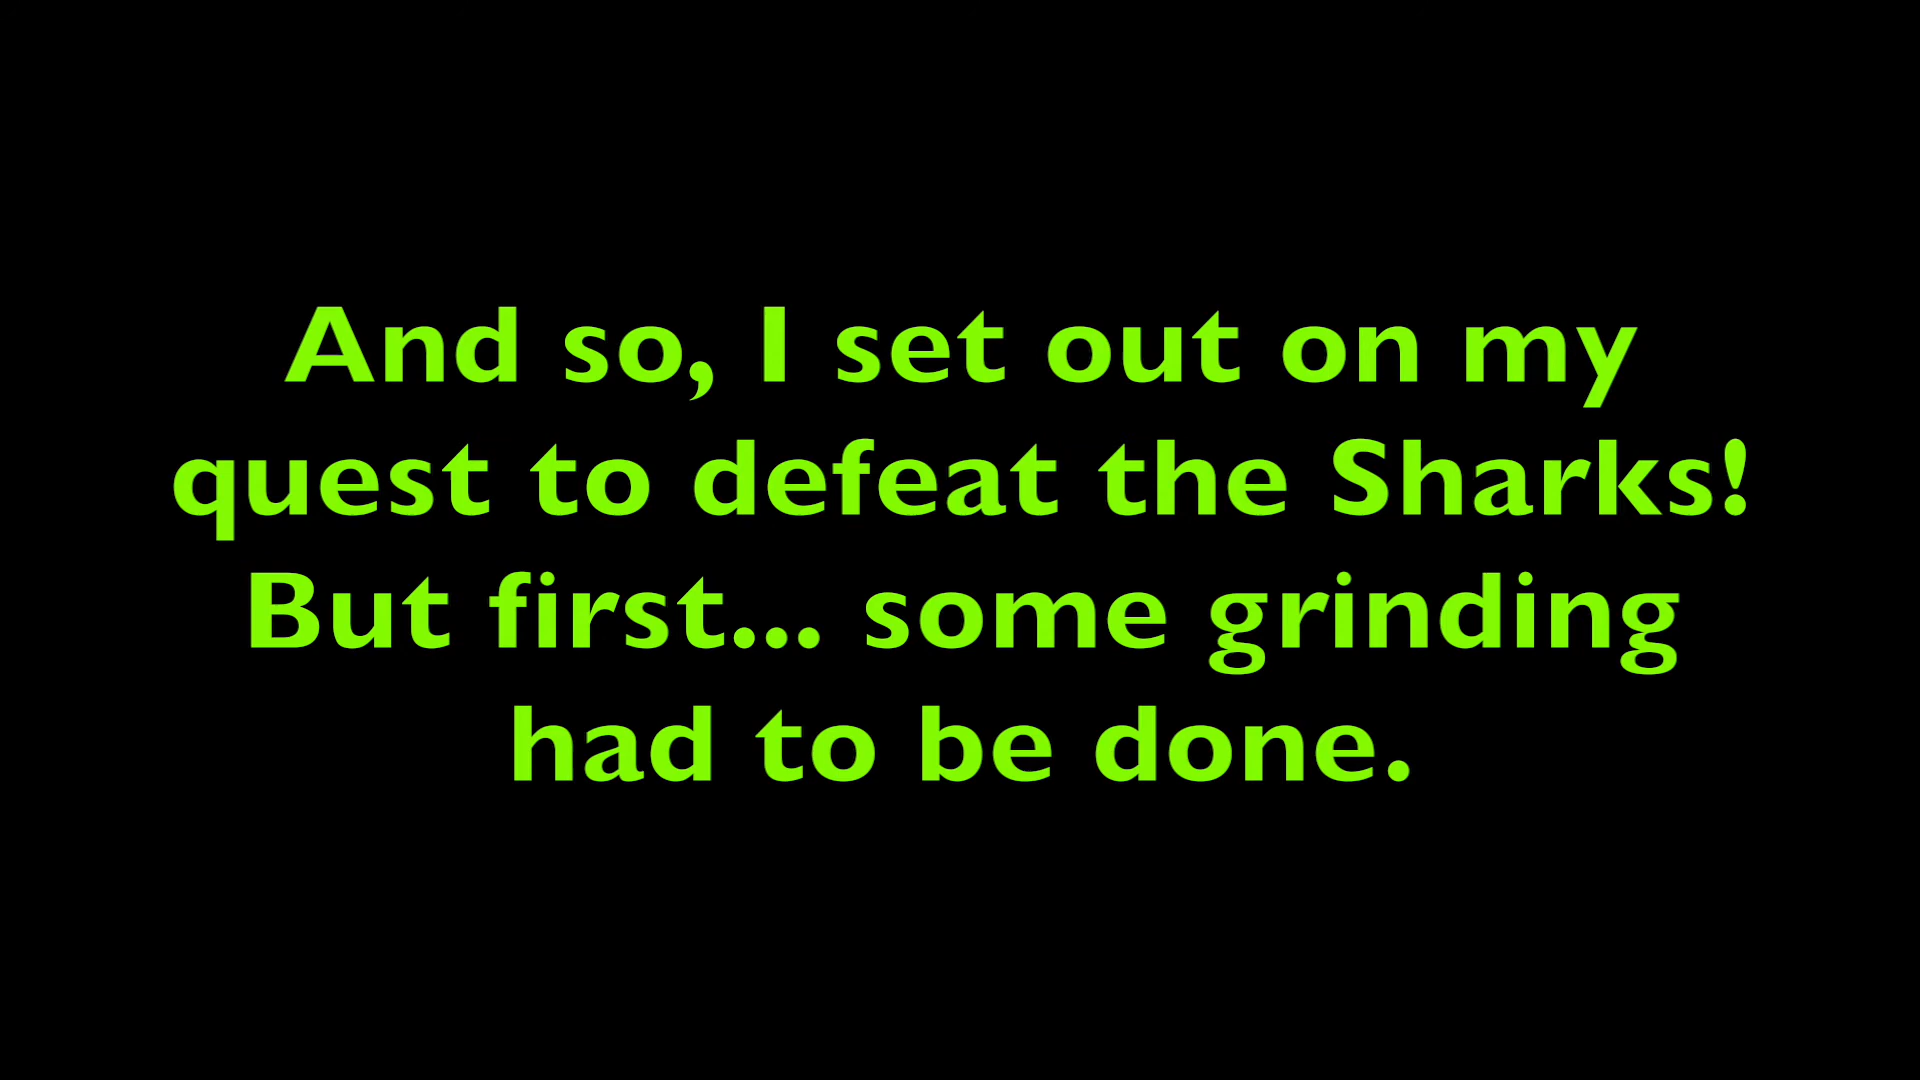 And so, I set out on my
quest to defeat the Sharks!
But first... some grinding
had to be done.